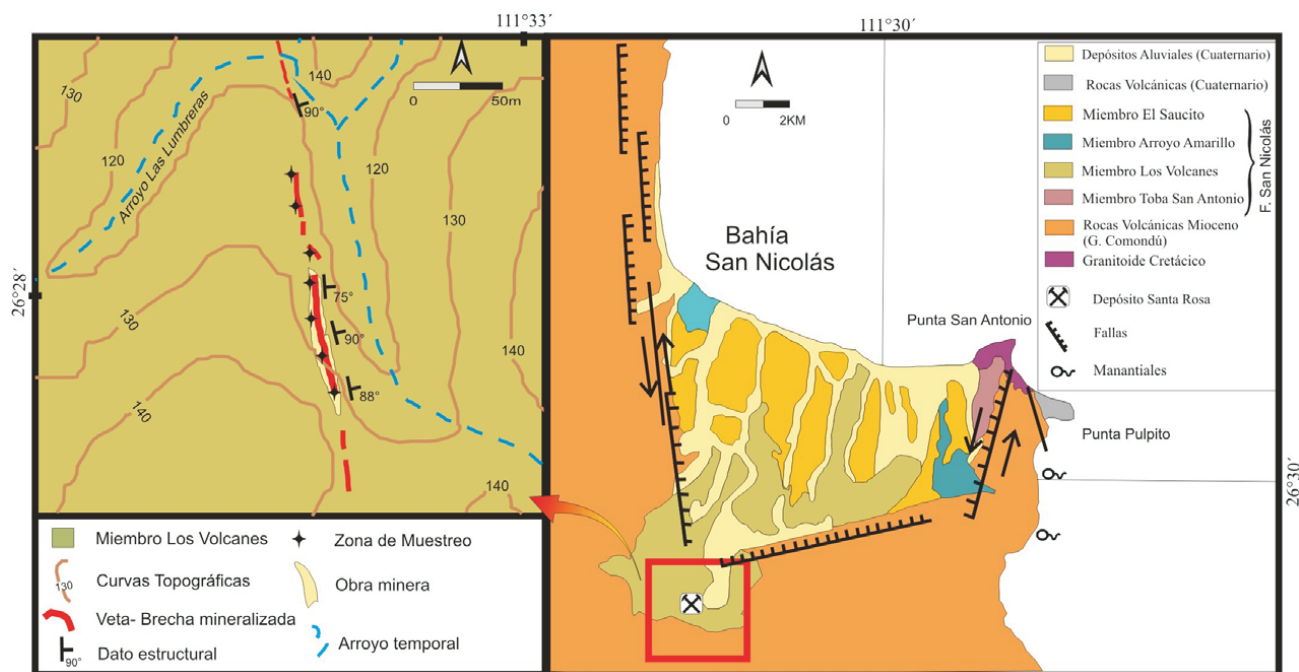 111°33´
111°30´
26°28´
26°30´
140
130
120
Arroyo Las Lumbreras
90°
0 50m
120
130
130
140
75°
90°
88°
140
140
Miembro Los Volcanes
130
Curvas Topográficas
Veta- Brecha mineralizada
90°
Dato estructural
Zona de Muestreo
Obra minera
Arroyo temporal
0 2KM
Bahía
San Nicolás
Punta San Antonio
Punta Pulpito
Depósitos Aluviales (Cuaternario)
Rocas Volcánicas (Cuaternario)
Miembro El Saucito
Miembro Arroyo Amarillo
Miembro Los Volcanes
Miembro Toba San Antonio
F. San Nicolás
Rocas Volcánicas Mioceno
(G. Comondú)
Granitoide Cretácico
Depósito Santa Rosa
Fallas
Manantiales